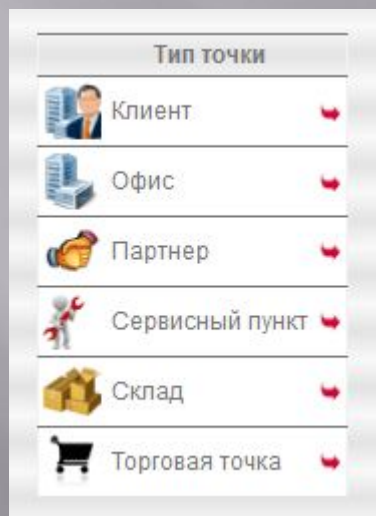 Тип точки
Клиент
Офис
Партнер
Сервисный пункт
Склад
Торговая точка